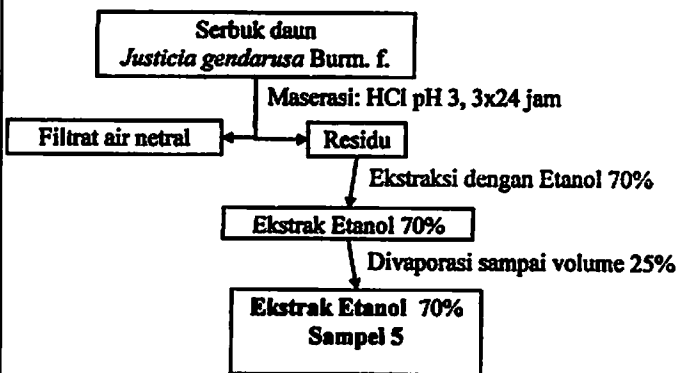 Serbuk daun
Justicia gendarusa Burm. f.
Maserasi: HCl pH 3, 3x24 jam
Filtrat air netral
Residu
Ekstraksi dengan Etanol 70%
Ekstrak Etanol 70%
Divaporasi sampai volume 25%
Ekstrak Etanol 70%
Sampel 5